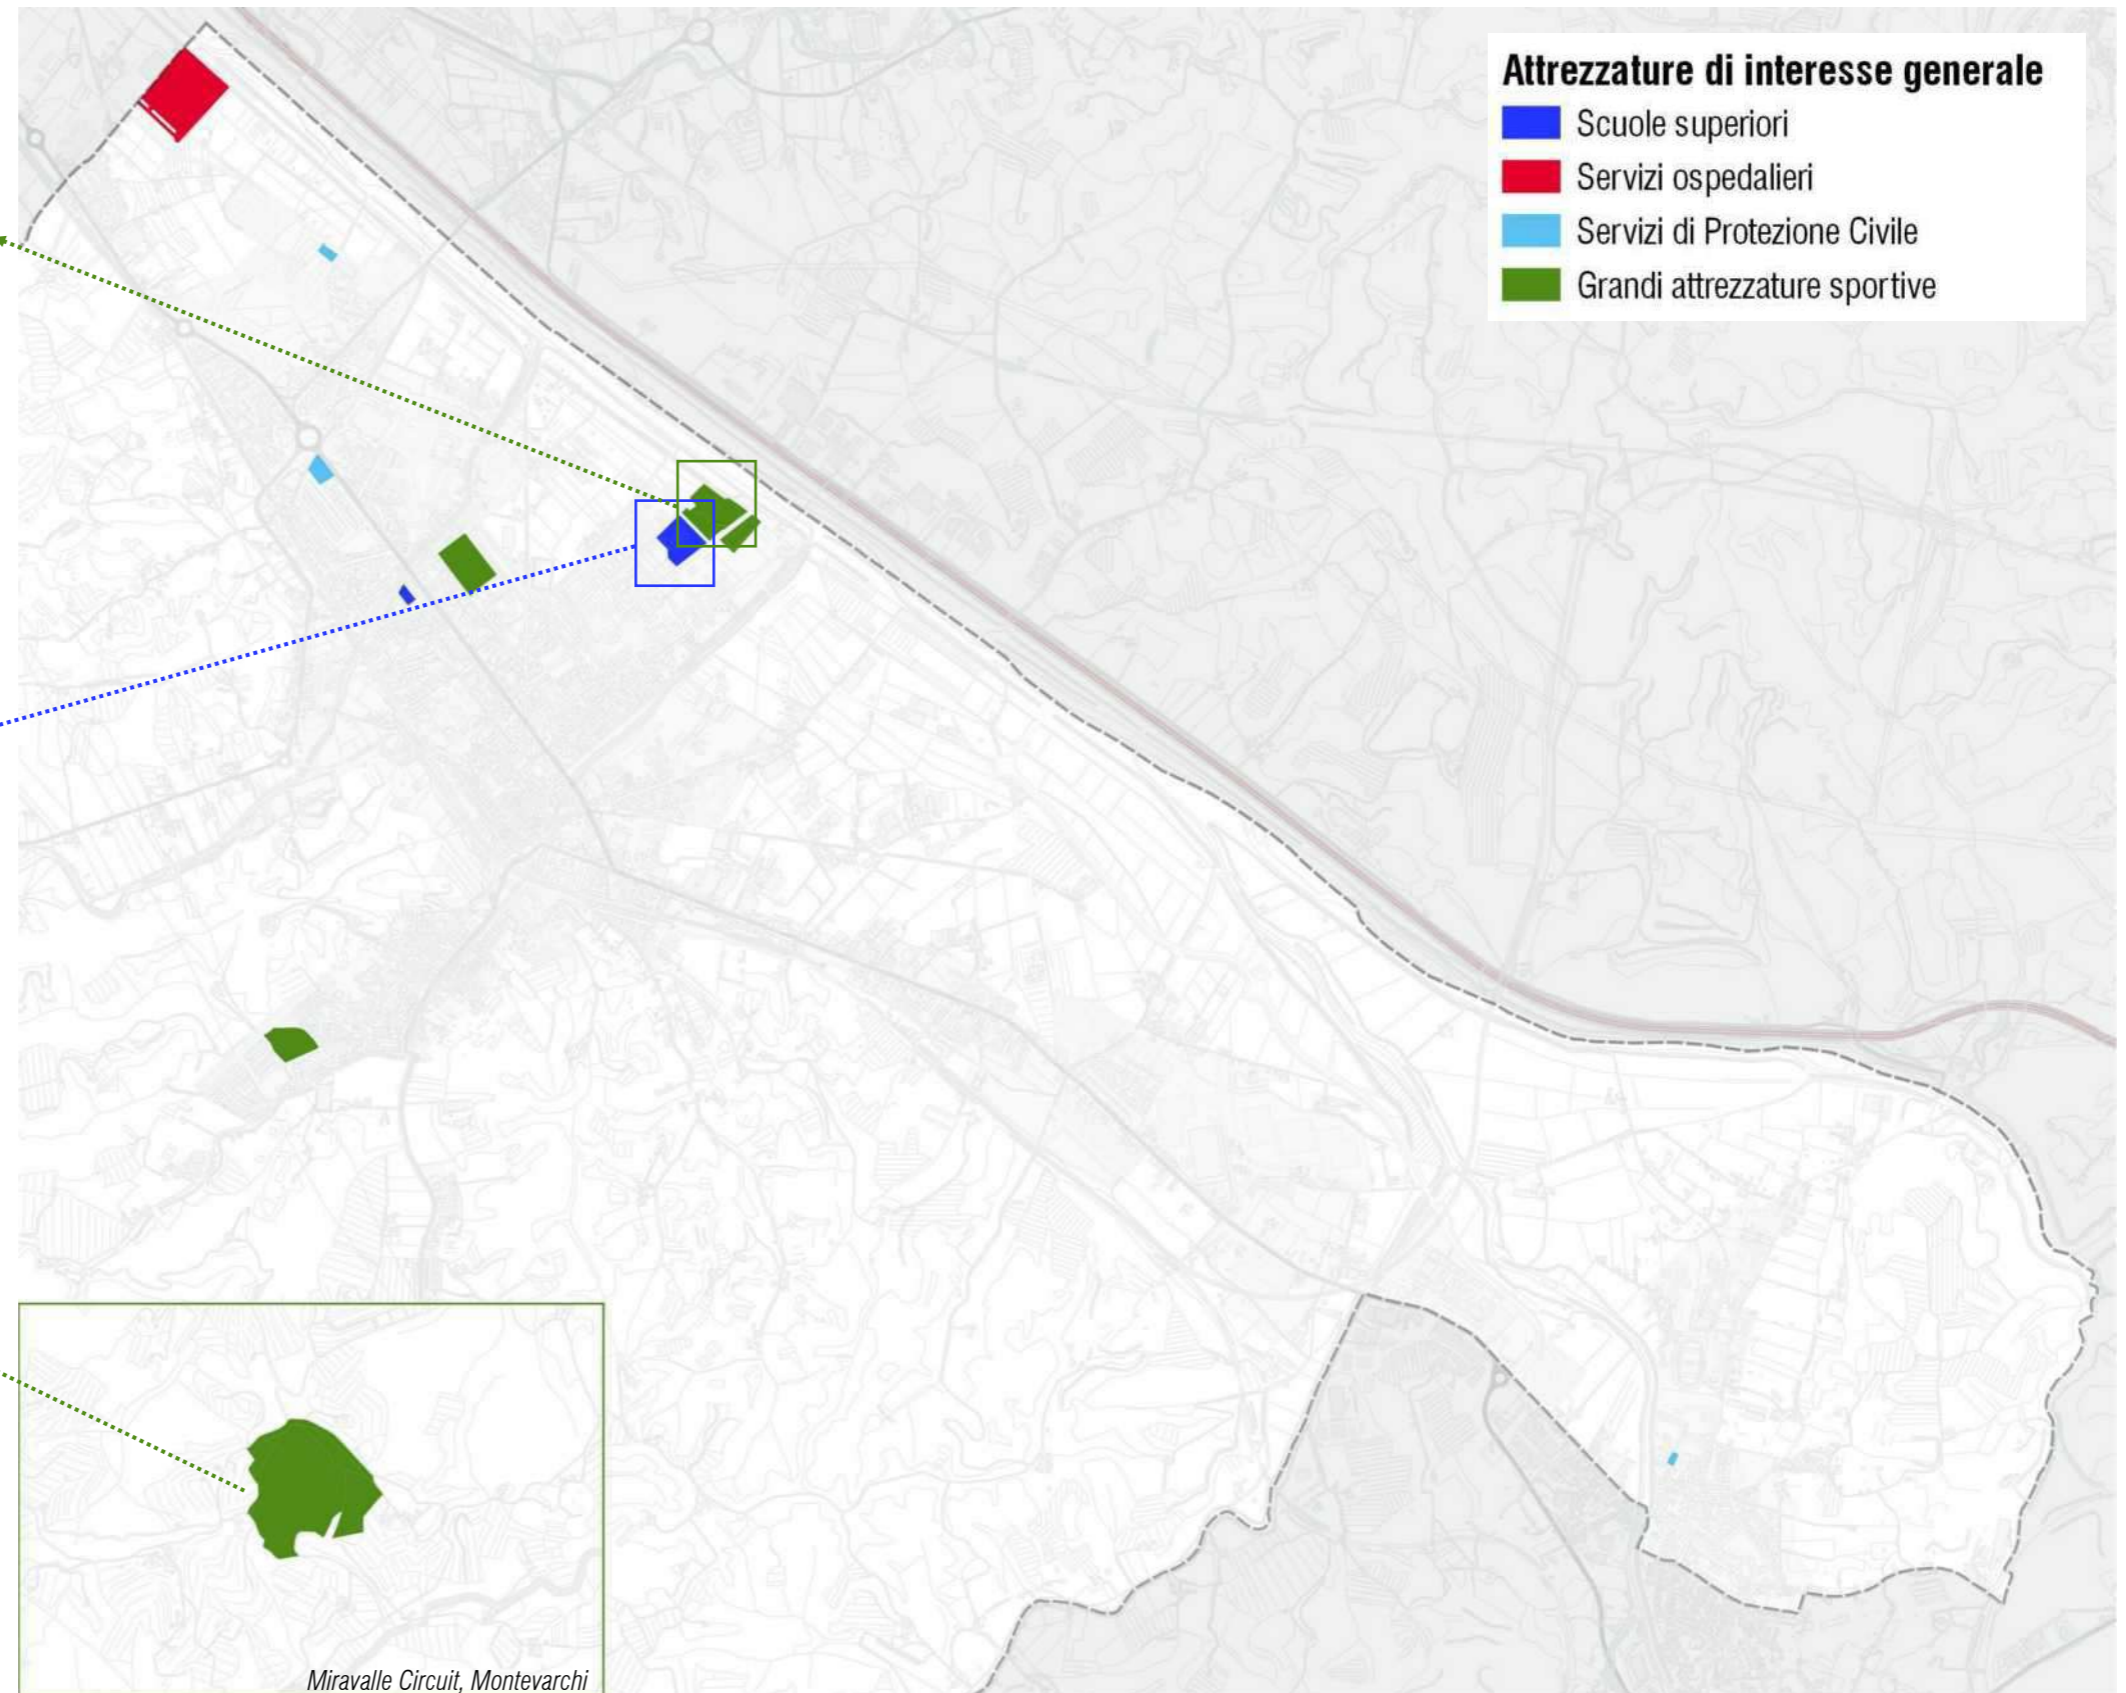 Attrezzature di interesse generale
Scuole superiori
Servizi ospedalieri
Servizi di Protezione Civile
Grandi attrezzature sportive
Miravalle Circuit, Montevarchi